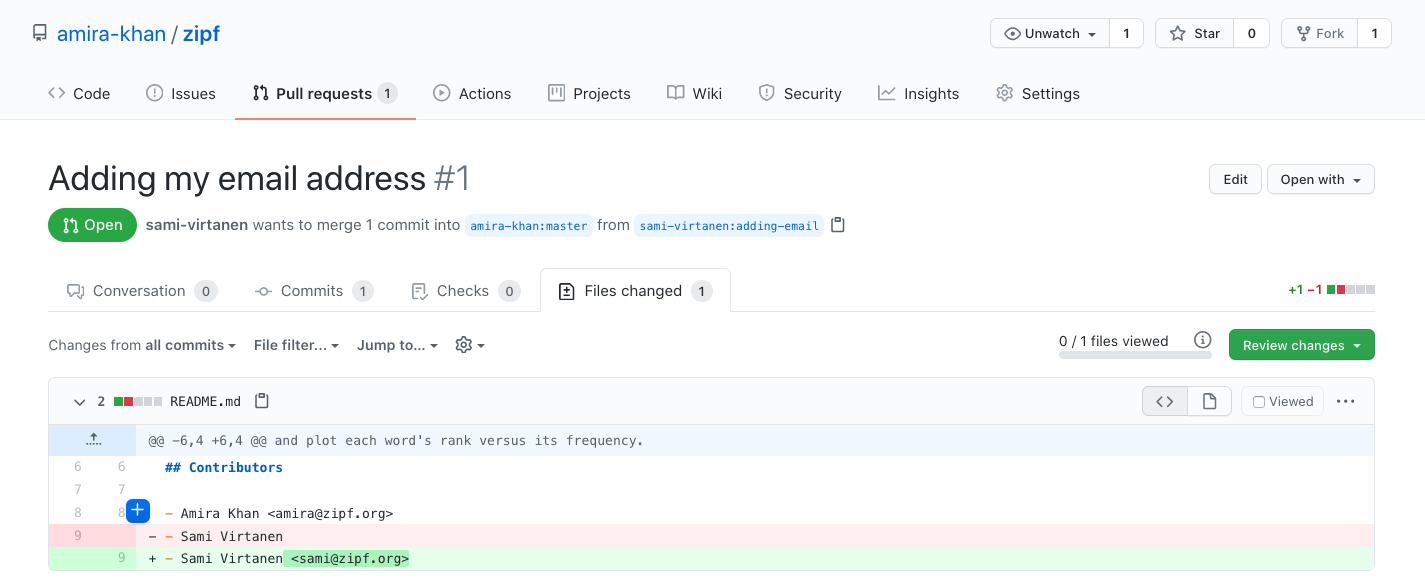 amira-khan / zipf
Unwatch 1 Star 0 Fork 1
Code Issues Pull requests 1 Actions Projects Wiki Security Insights Settings
Adding my email address #1
Edit Open with
Open sami-virtanen wants to merge 1 commit into amira-khan:master from sami-virtanen:adding-email
Conversation 0 Commits 1 Checks 0 Files changed 1 +1 −1
Changes from all commits File filter... Jump to... 0 / 1 files viewed Review changes
2 README.md <> Viewed ...
@@ -6,4 +6,4 @@ and plot each word's rank versus its frequency.
6 6 ## Contributors
7 7
8 8 + - Amira Khan <amira@zipf.org>
9 - - Sami Virtanen
9 + - Sami Virtanen <sami@zipf.org>